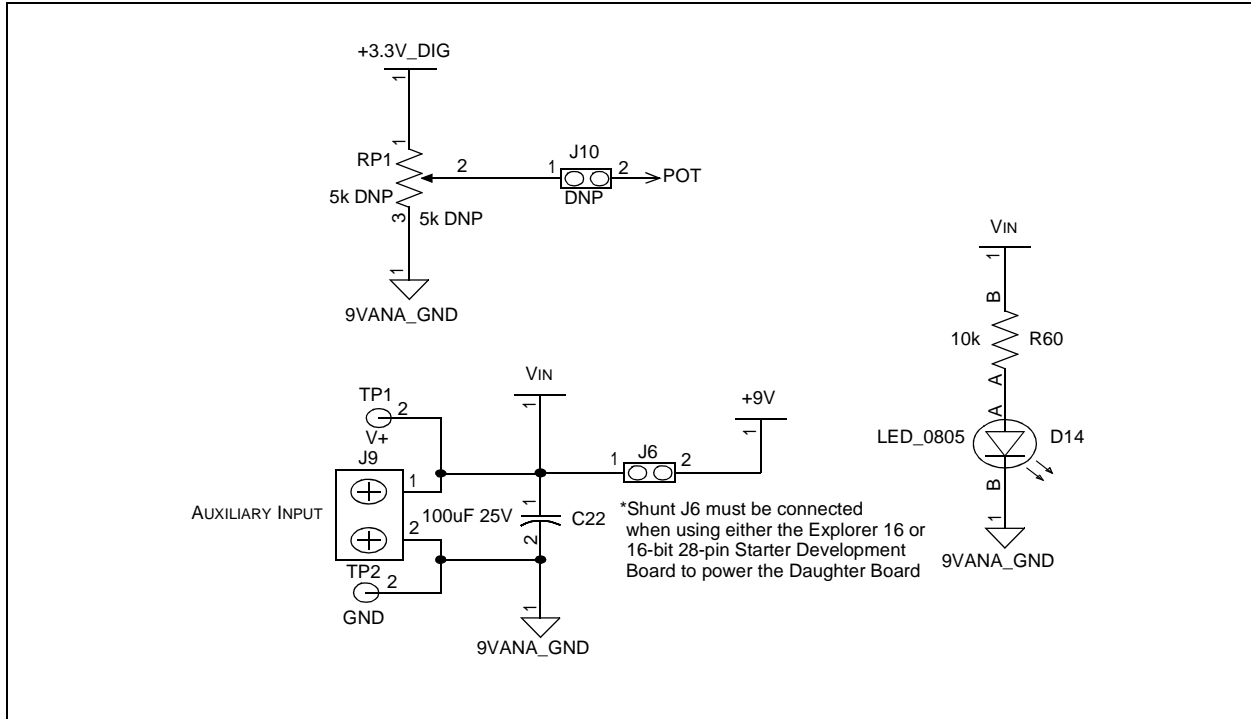 +3.3V_DIG
1
1
RP1
2
J10
1
2
POT
5k DNP
DNP
3
5k DNP
1
9VANA_GND
VIN
1
B
10k
R60
A
A
LED_0805
D14
B
1
9VANA_GND
TP1
2
V+
VIN
1
+9V
1
J9
1
J6
1
2
AUXILIARY INPUT
100uF 25V
1
C22
2
2
*Shunt J6 must be connected
when using either the Explorer 16 or
16-bit 28-pin Starter Development
Board to power the Daughter Board
TP2
2
GND
1
9VANA_GND